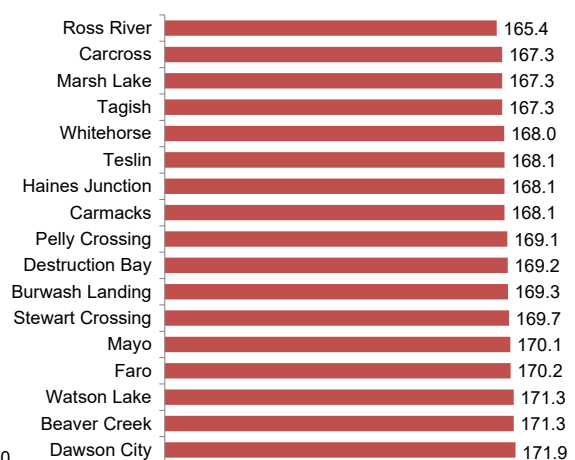 Ross River 165.4
Carcross 167.3
Marsh Lake 167.3
Tagish 167.3
Whitehorse 168.0
Teslin 168.1
Haines Junction 168.1
Carmacks 168.1
Pelly Crossing 169.1
Destruction Bay 169.2
Burwash Landing 169.3
Stewart Crossing 169.7
Mayo 170.1
Faro 170.2
Watson Lake 171.3
Beaver Creek 171.3
Dawson City 171.9
0